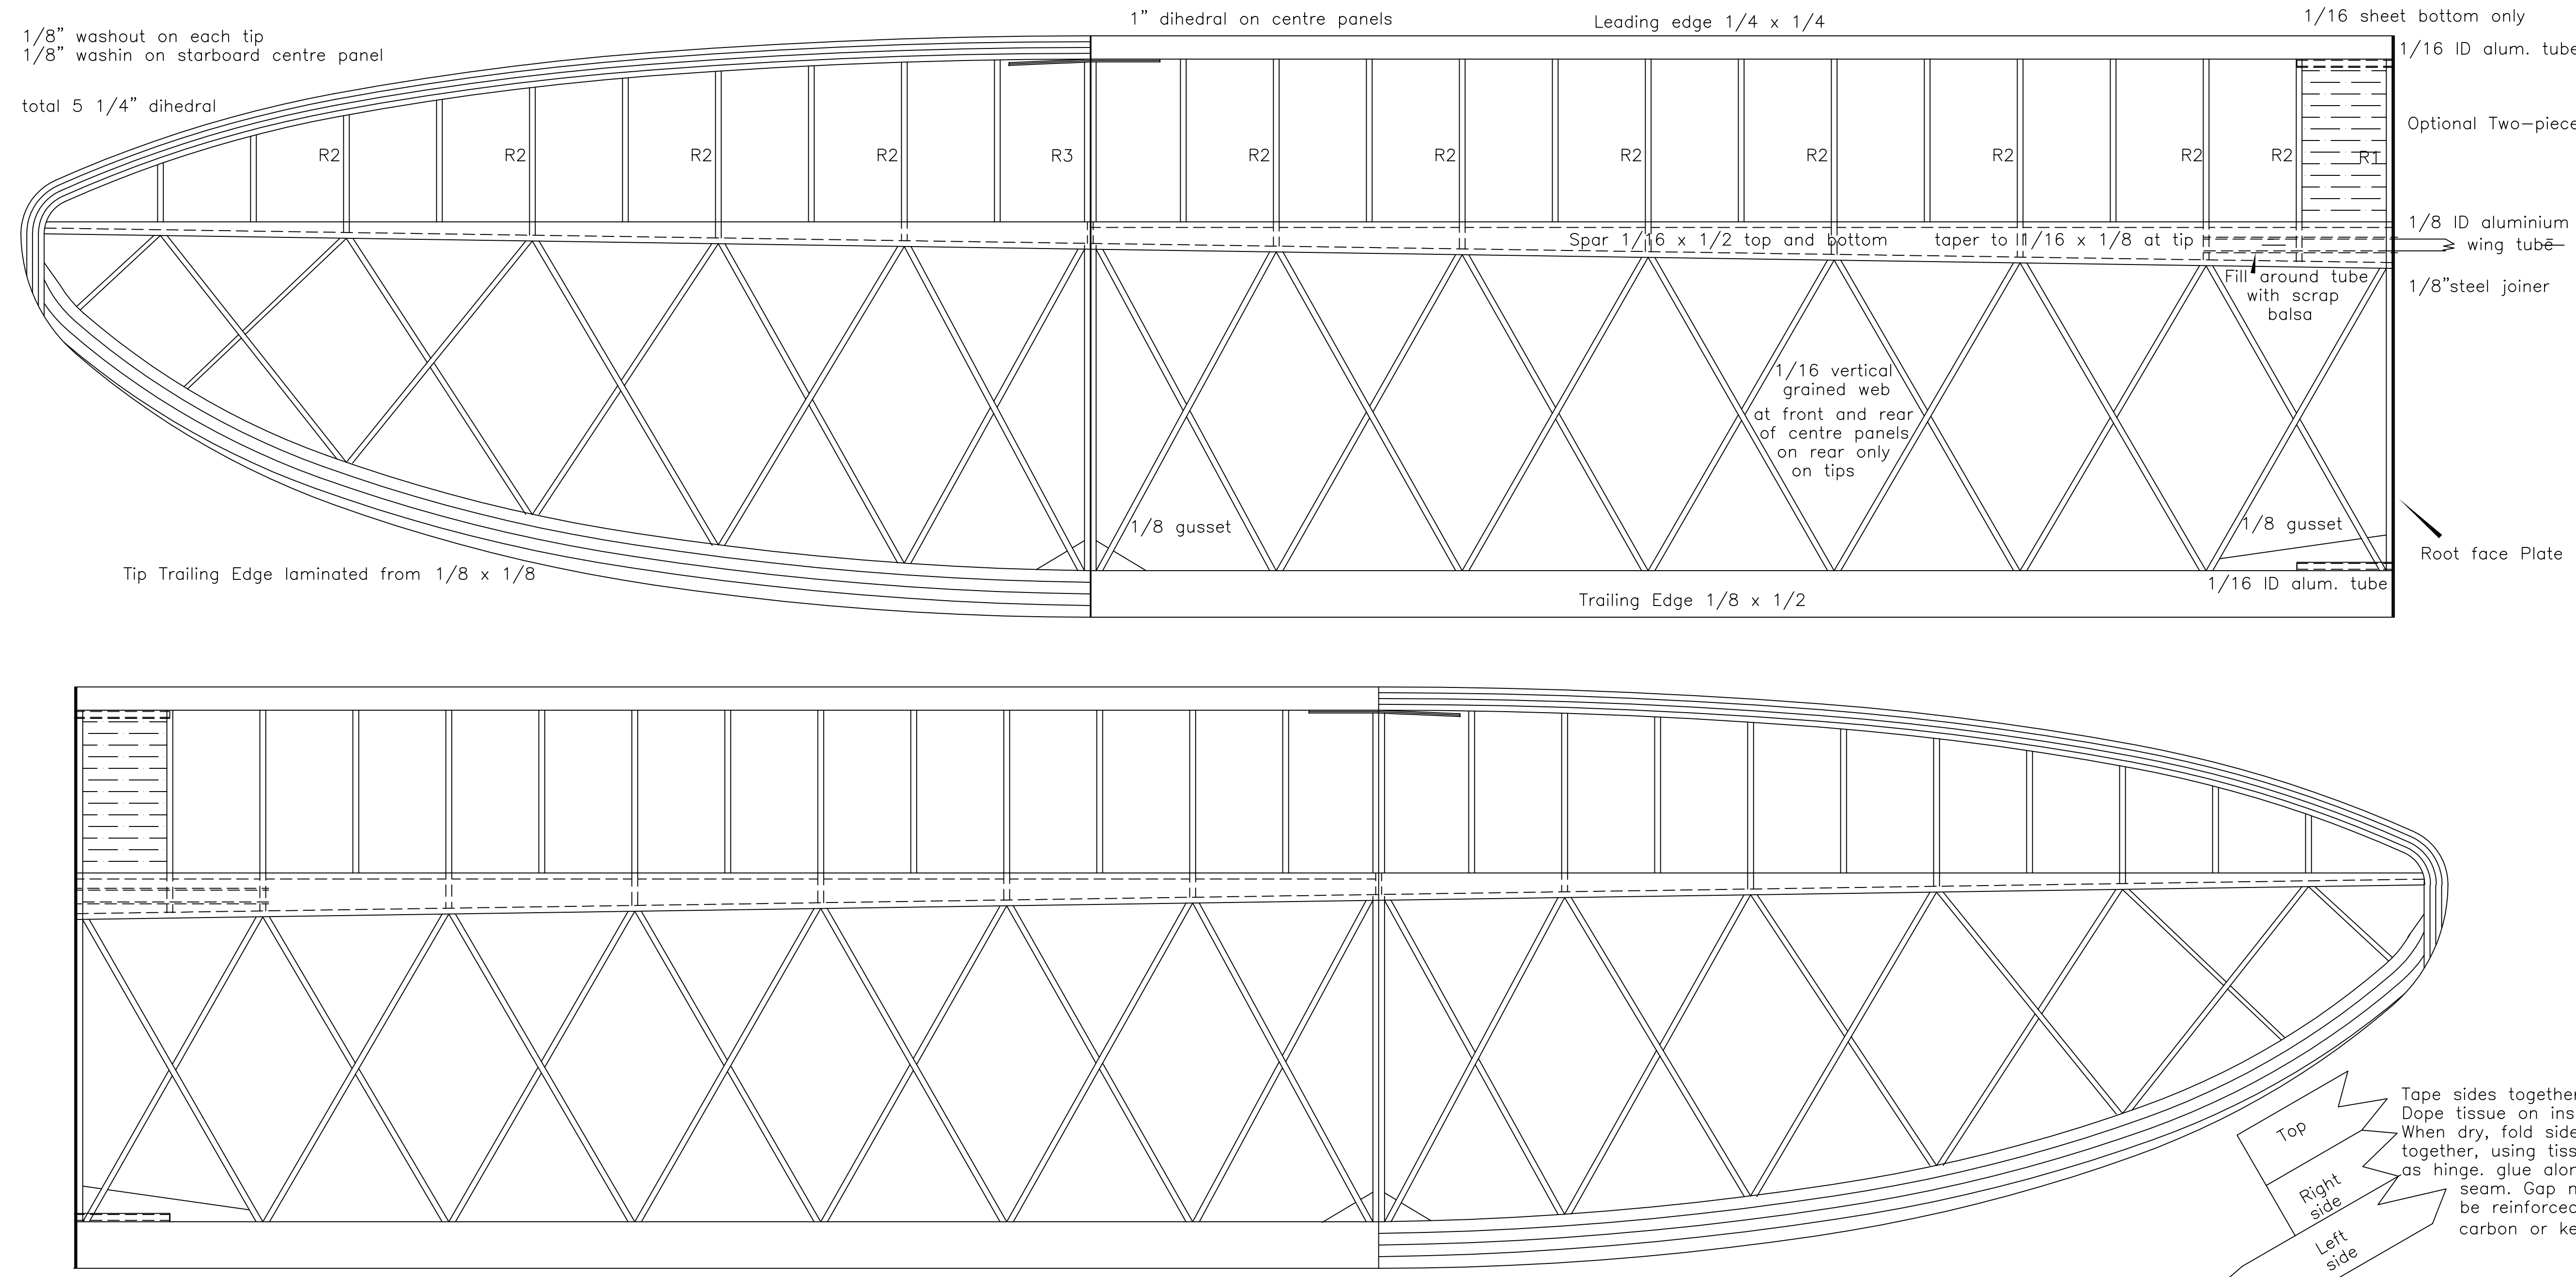 1/8” washout on each tip
1/8” washin on starboard centre panel
total 5 1/4” dihedral
1” dihedral on centre panels
Leading edge 1/4 x 1/4
1/16 sheet bottom only
1/16 ID alum. tube
Optional Two-piece
R2
R2
R2
R2
R3
R2
R2
R2
R2
R2
R2
R2
R1
1/8 ID aluminium
wing tube
1/8”steel joiner
Spar 1/16 x 1/2 top and bottom
taper to 1/16 x 1/8 at tip
Fill around tube
with scrap
balsa
1/16 vertical
grained web
at front and rear
of centre panels
on rear only
on tips
1/8 gusset
1/8 gusset
Root face Plate
1/16 ID alum. tube
Tip Trailing Edge laminated from 1/8 x 1/8
Trailing Edge 1/8 x 1/2
Top
Right
side
Left
side
Tape sides together
Dope tissue on ins
When dry, fold side
together, using tiss
as hinge. glue alon
seam. Gap n
be reinforced
carbon or ke